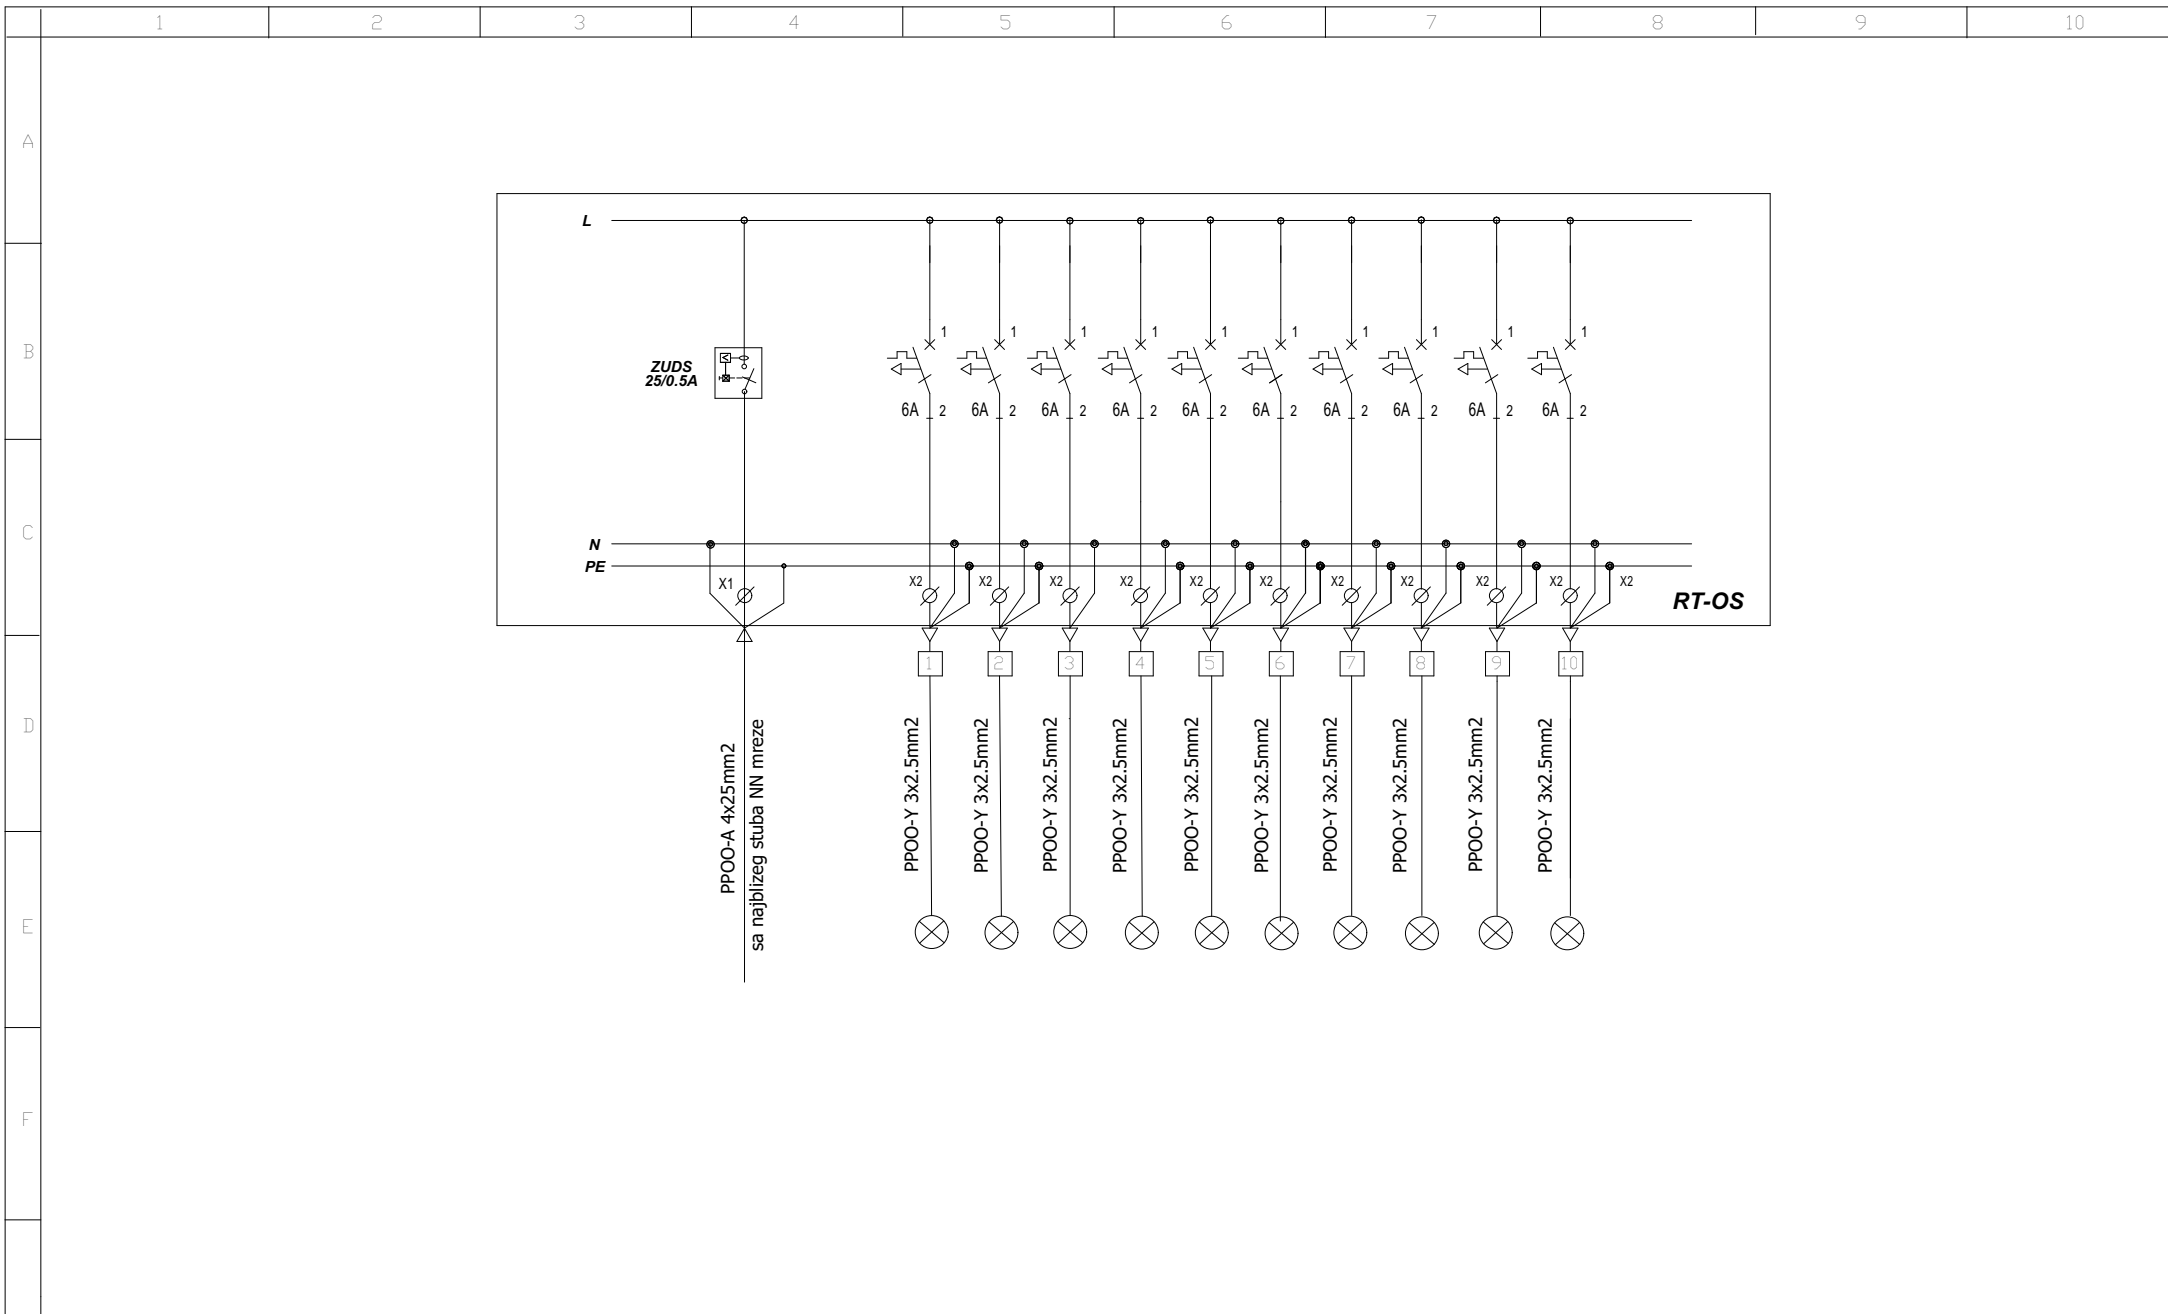 1 2 3 4 5 6 7 8 9 10
A
B
C
D
E
F
L
ZUDS
25/0.5A
1 1 1 1 1 1 1 1 1 1
6A 2 6A 2 6A 2 6A 2 6A 2 6A 2 6A 2 6A 2 6A 2 6A 2
N
PE
X1 X2 X2 X2 X2 X2 X2 X2 X2 X2 X2 X2
RT-OS
1 2 3 4 5 6 7 8 9 10
PPOO-A 4x25mm2
sa najblizeg stuba NN mreze
PPOO-Y 3x2.5mm2
PPOO-Y 3x2.5mm2
PPOO-Y 3x2.5mm2
PPOO-Y 3x2.5mm2
PPOO-Y 3x2.5mm2
PPOO-Y 3x2.5mm2
PPOO-Y 3x2.5mm2
PPOO-Y 3x2.5mm2
PPOO-Y 3x2.5mm2
PPOO-Y 3x2.5mm2